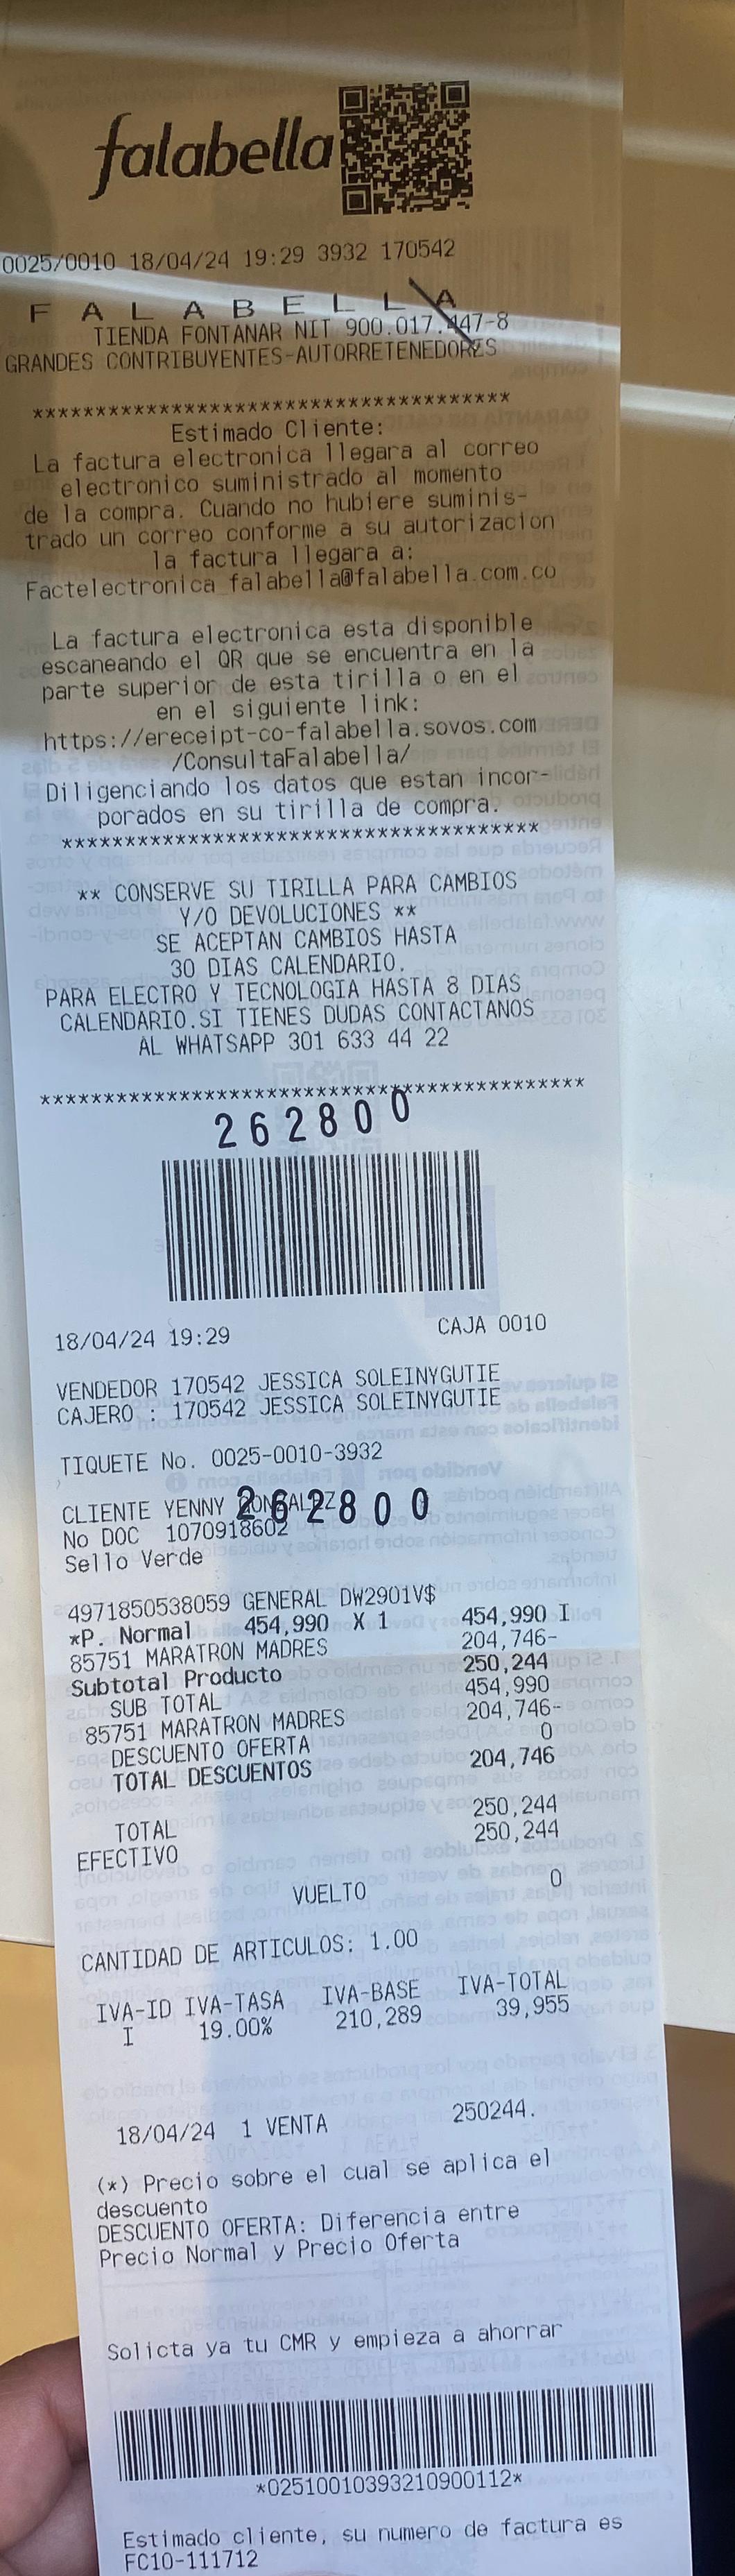 falabella
0025/0010 18/04/24 19:29 3932 170542
F A L A B E L L A
TIENDA FONTANAR NIT 900.017.447-8
GRANDES CONTRIBUYENTES-AUTORRETENEDORES
**************************************
Estimado Cliente:
La factura electronica llegara al correo
electronico suministrado al momento
de la compra. Cuando no hubiere suminis-
trado un correo conforme a su autorizacion
la factura llegara a:
Factelectronica_falabella@falabella.com.co
La factura electronica esta disponible
escaneando el QR que se encuentra en la
parte superior de esta tirilla o en el
en el siguiente link:
https://ereceipt-co-falabella.sovos.com
/ConsultaFalabella/
Diligenciando los datos que estan incor-
porados en su tirilla de compra.
**************************************
** CONSERVE SU TIRILLA PARA CAMBIOS
Y/O DEVOLUCIONES **
SE ACEPTAN CAMBIOS HASTA
30 DIAS CALENDARIO.
PARA ELECTRO Y TECNOLOGIA HASTA 8 DIAS
CALENDARIO.SI TIENES DUDAS CONTACTANOS
AL WHATSAPP 301 633 44 22
*******************************************
262800
18/04/24 19:29 CAJA 0010
VENDEDOR 170542 JESSICA SOLEINYGUTIE
CAJERO : 170542 JESSICA SOLEINYGUTIE
TIQUETE No. 0025-0010-3932
CLIENTE YENNY GONZALEZ
262800
No DOC 1070918602
Sello Verde
4971850538059 GENERAL DW2901V$
*P. Normal 454,990 X 1 454,990 I
85751 MARATRON MADRES 204,746-
Subtotal Producto 250,244
SUB TOTAL 454,990
85751 MARATRON MADRES 204,746-
DESCUENTO OFERTA 0
TOTAL DESCUENTOS 204,746
TOTAL 250,244
EFECTIVO 250,244
VUELTO 0
CANTIDAD DE ARTICULOS: 1.00
IVA-ID IVA-TASA IVA-BASE IVA-TOTAL
I 19.00% 210,289 39,955
18/04/24 1 VENTA 250244.
(*) Precio sobre el cual se aplica el
descuento
DESCUENTO OFERTA: Diferencia entre
Precio Normal y Precio Oferta
Solicta ya tu CMR y empieza a ahorrar
*02510010393210900112*
Estimado cliente, su numero de factura es
FC10-111712